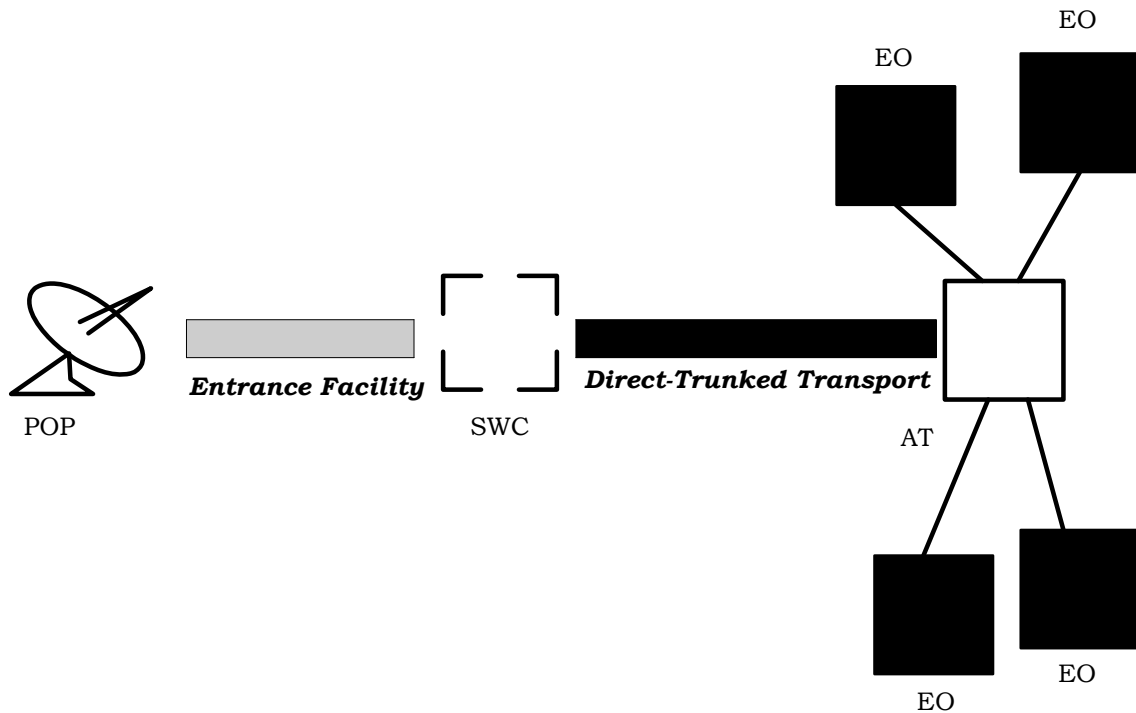 EO
EO
Entrance Facility
Direct-Trunked Transport
POP
SWC
AT
EO
EO